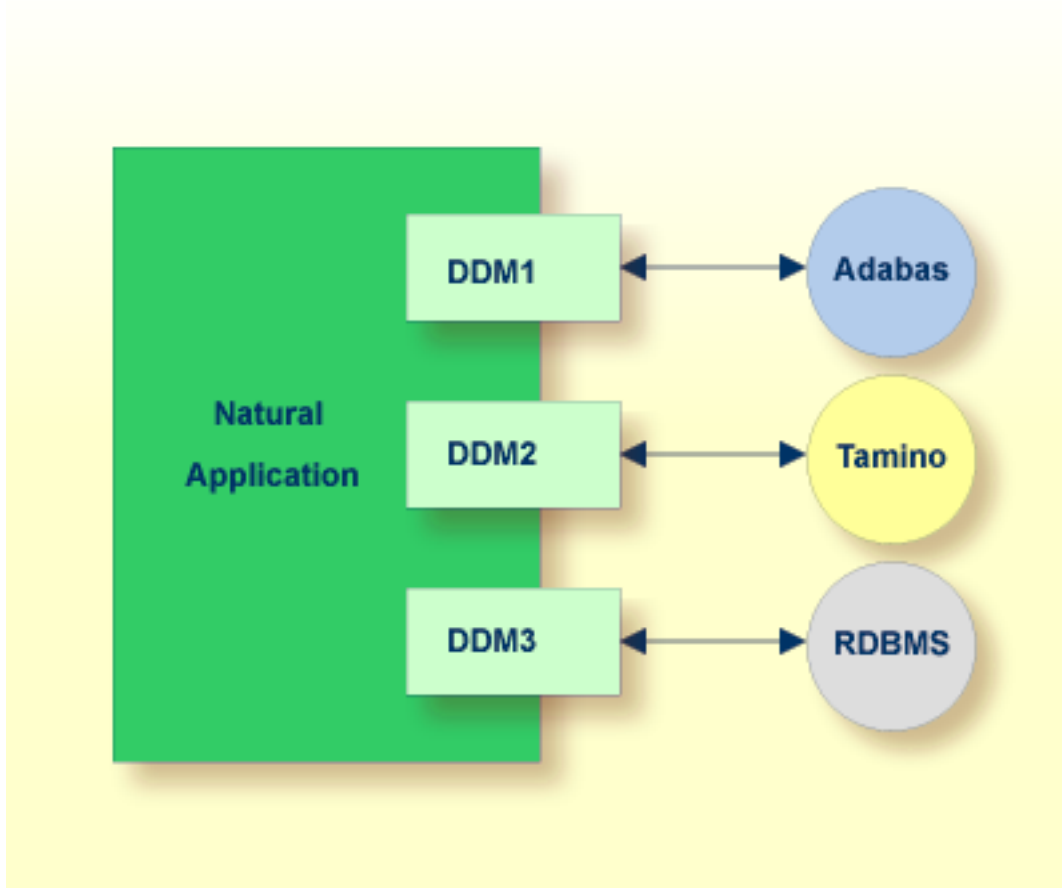 Natural
Application
DDM1
Adabas
DDM2
Tamino
DDM3
RDBMS